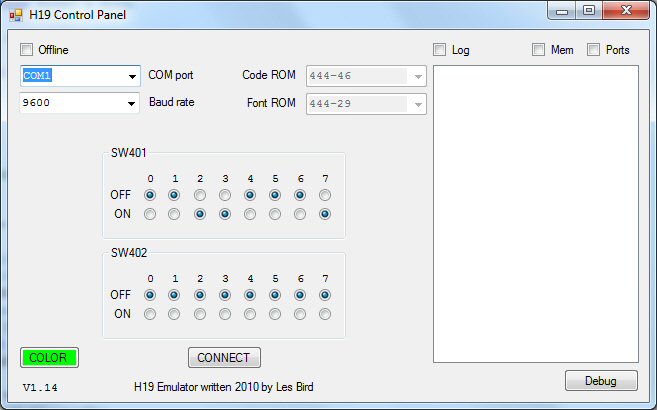 H19 Control Panel
Offline
Log
Mem
Ports
COM1
COM port
Code ROM
444-46
9600
Baud rate
Font ROM
444-29
SW401
0 1 2 3 4 5 6 7
OFF
ON
SW402
0 1 2 3 4 5 6 7
OFF
ON
COLOR
CONNECT
Debug
V1.14
H19 Emulator written 2010 by Les Bird